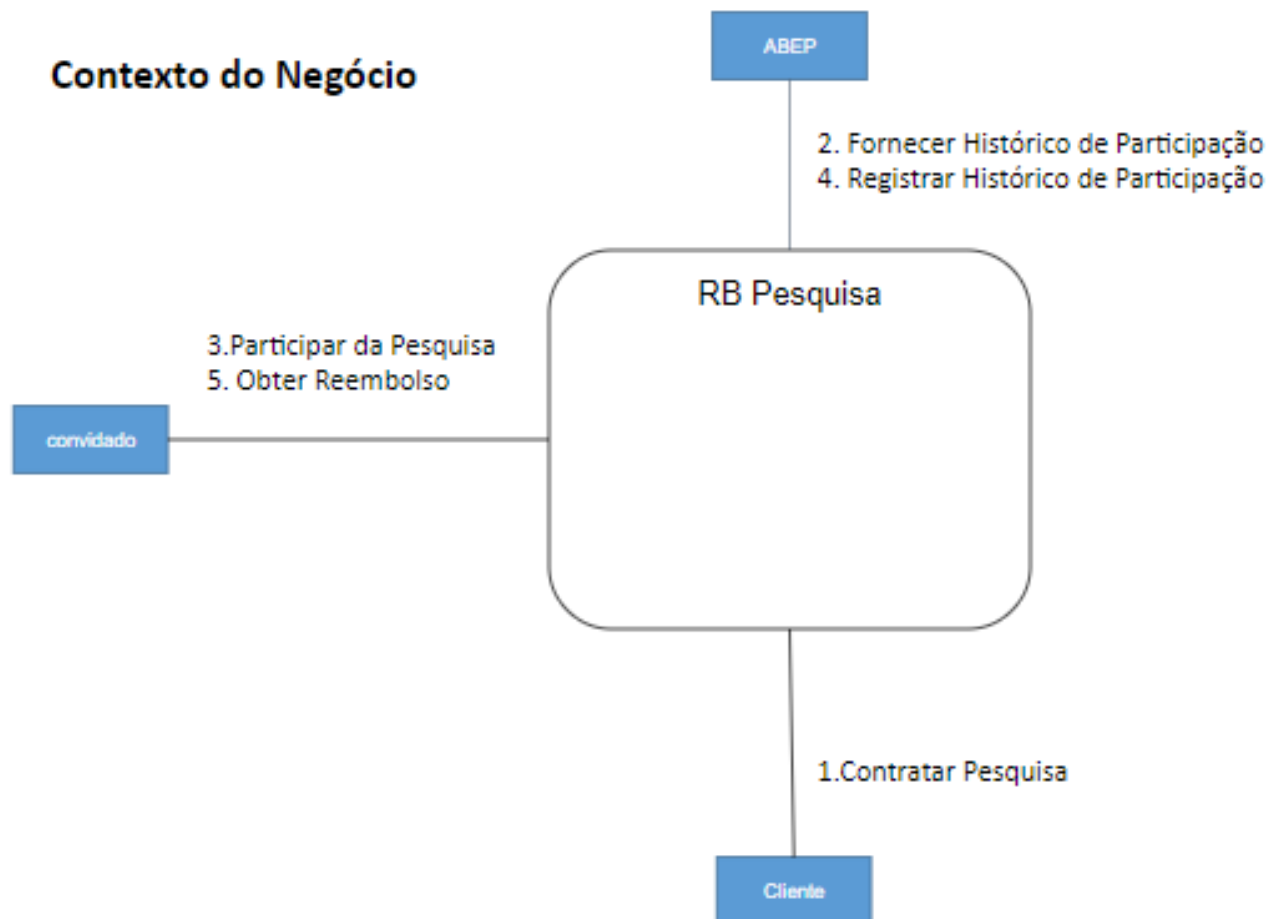 ABEP
Contexto do Negócio
2. Fornecer Histórico de Participação
4. Registrar Histórico de Participação
RB Pesquisa
3.Participar da Pesquisa
5. Obter Reembolso
convidado
1.Contratar Pesquisa
Cliente